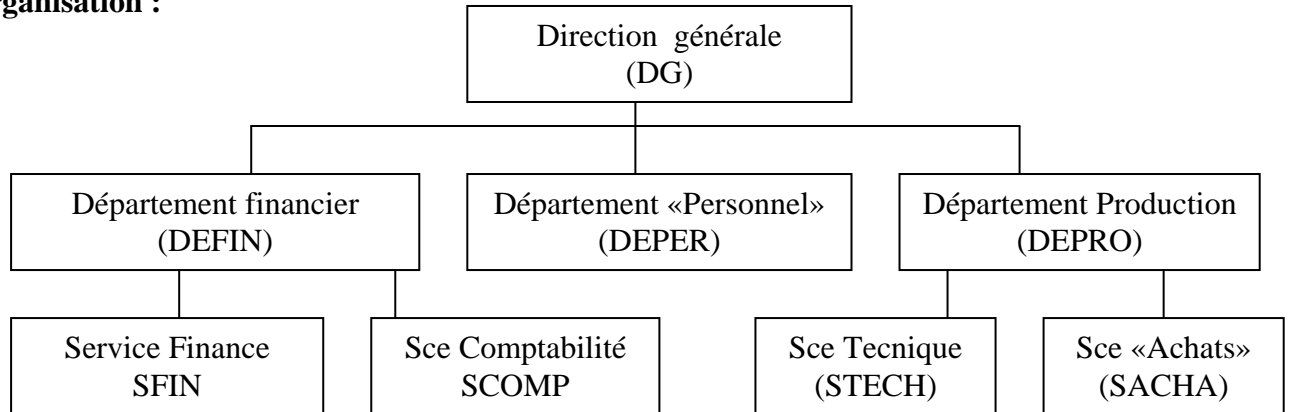 Direction générale
(DG)
Département financier
(DEFIN)
Département «Personnel»
(DEPER)
Département Production
(DEPRO)
Service Finance
SFIN
Sce Comptabilité
SCOMP
Sce Tecnique
(STECH)
Sce «Achats»
(SACHA)